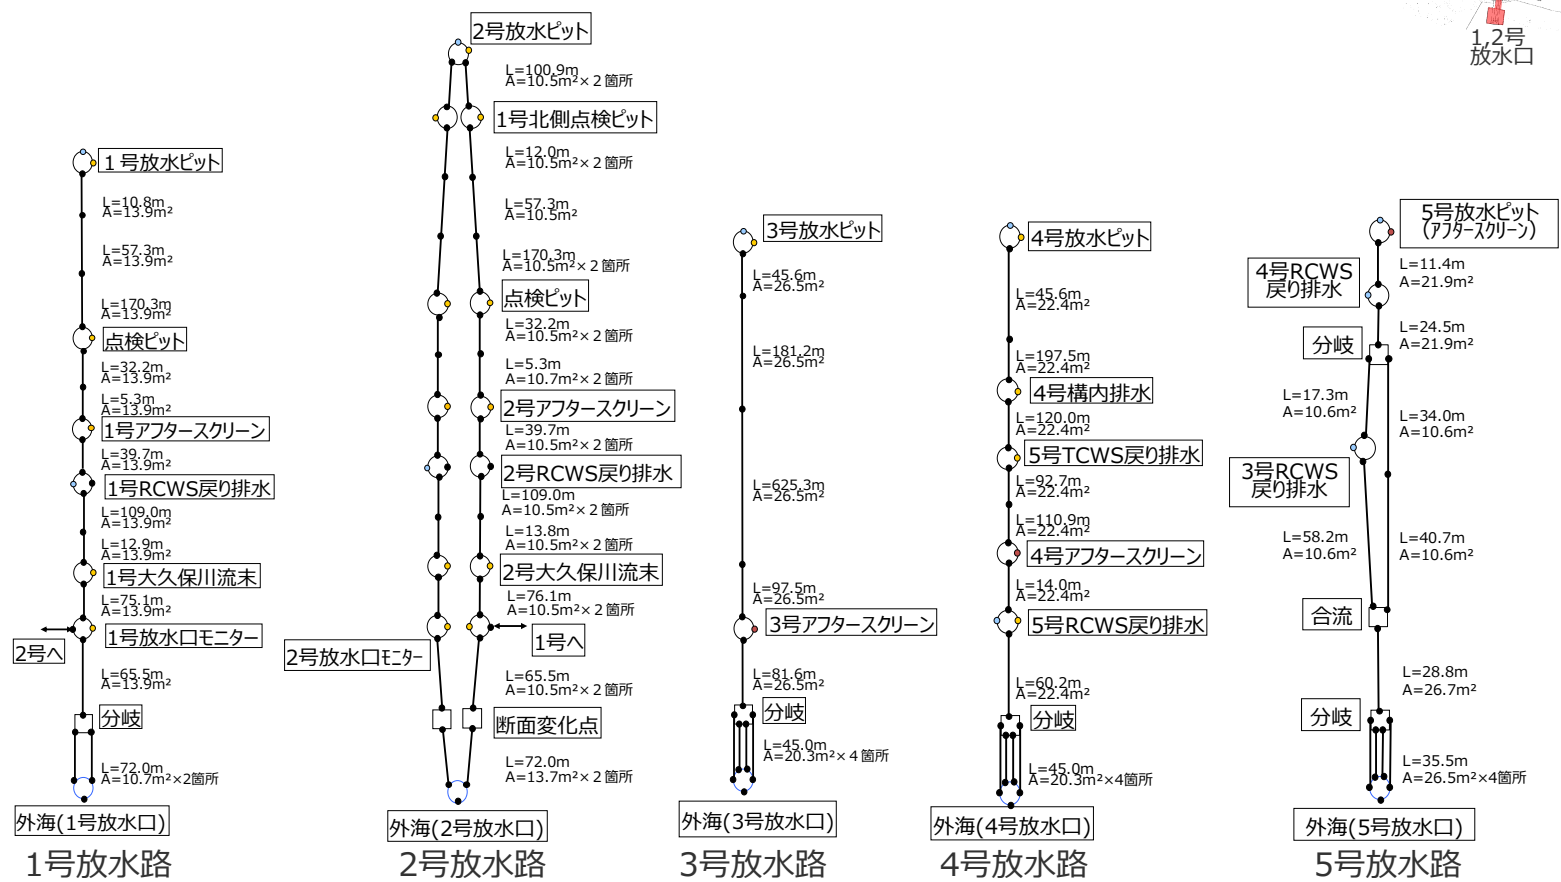 1,2号
放水口
1号放水ピット
L=10.8m
A=13.9m²
L=57.3m
A=13.9m²
L=170.3m
A=13.9m²
点検ピット
L=32.2m
A=13.9m²
L=5.3m
A=13.9m²
1号アフタースクリーン
L=39.7m
A=13.9m²
1号RCWS戻り排水
L=109.0m
A=13.9m²
L=12.9m
A=13.9m²
1号大久保川流末
L=75.1m
A=13.9m²
1号放水口モニター
2号へ
L=65.5m
A=13.9m²
分岐
L=72.0m
A=10.7m²×2箇所
外海(1号放水口)
1号放水路
2号放水ピット
L=100.9m
A=10.5m²×2箇所
1号北側点検ピット
L=12.0m
A=10.5m²×2箇所
L=57.3m
A=10.5m²
L=170.3m
A=10.5m²×2箇所
点検ピット
L=32.2m
A=10.5m²×2箇所
L=5.3m
A=10.7m²×2箇所
2号アフタースクリーン
L=39.7m
A=10.5m²×2箇所
2号RCWS戻り排水
L=109.0m
A=10.5m²×2箇所
L=13.8m
A=10.5m²×2箇所
2号大久保川流末
L=76.1m
A=10.5m²×2箇所
1号へ
2号放水口モニター
L=65.5m
A=10.5m²×2箇所
断面変化点
L=72.0m
A=13.7m²×2箇所
外海(2号放水口)
2号放水路
3号放水ピット
L=45.6m
A=26.5m²
L=181.2m
A=26.5m²
L=625.3m
A=26.5m²
L=97.5m
A=26.5m²
3号アフタースクリーン
L=81.6m
A=26.5m²
分岐
L=45.0m
A=20.3m²×4箇所
外海(3号放水口)
3号放水路
4号放水ピット
L=45.6m
A=22.4m²
L=197.5m
A=22.4m²
4号構内排水
L=120.0m
A=22.4m²
5号TCWS戻り排水
L=92.7m
A=22.4m²
L=110.9m
A=22.4m²
4号アフタースクリーン
L=14.0m
A=22.4m²
5号RCWS戻り排水
L=60.2m
A=22.4m²
分岐
L=45.0m
A=20.3m²×4箇所
外海(4号放水口)
4号放水路
5号放水ピット
(アフタースクリーン)
L=11.4m
A=21.9m²
4号RCWS
戻り排水
L=24.5m
A=21.9m²
分岐
L=17.3m
A=10.6m²
L=34.0m
A=10.6m²
3号RCWS
戻り排水
L=58.2m
A=10.6m²
L=40.7m
A=10.6m²
合流
L=28.8m
A=26.7m²
分岐
L=35.5m
A=26.5m²×4箇所
外海(5号放水口)
5号放水路